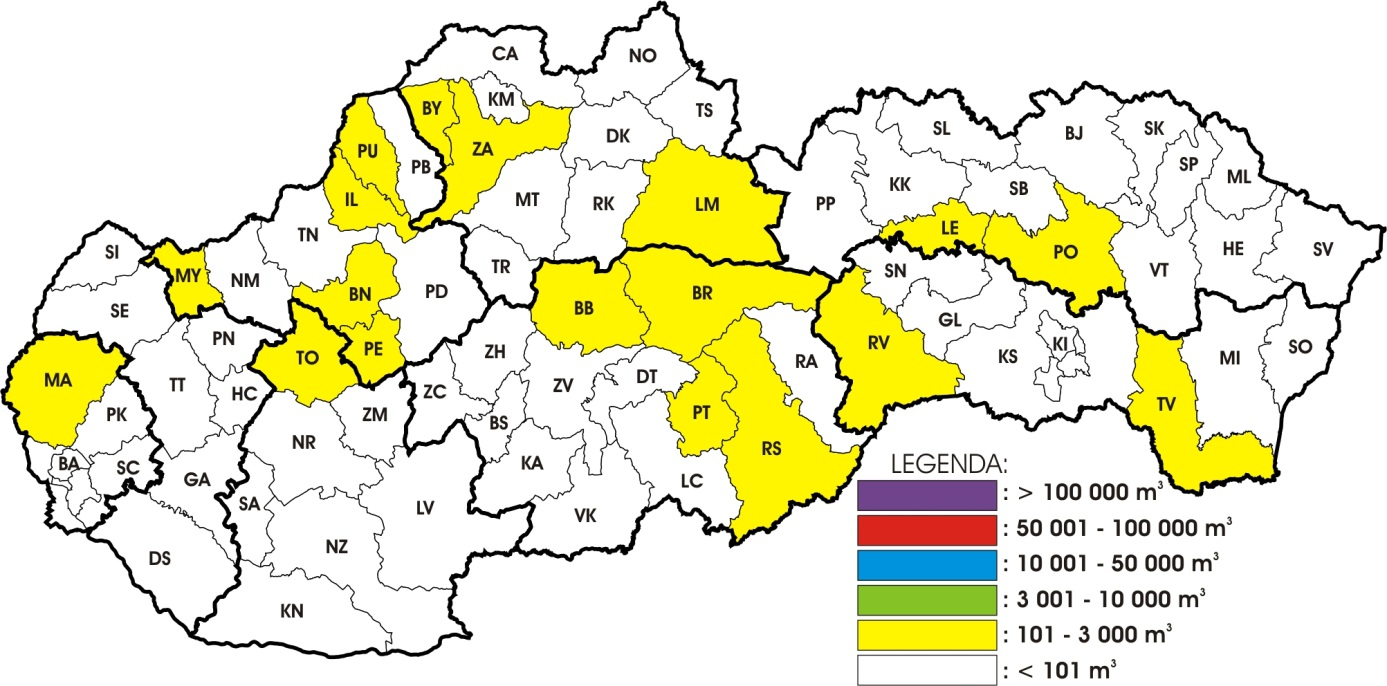 CA
NO
BY
KM
TS
PU
PB
ZA
DK
SL
BJ
SK
SP
ML
IL
MT
RK
LM
PP
KK
SB
TN
LE
PO
HE
SV
SI
MY
NM
TR
SN
VT
BN
PD
BB
BR
SE
PN
TO
PE
ZH
GL
RV
KS
KI
MI
SO
MA
TT
HC
ZC
ZV
DT
RA
PK
ZM
BS
PT
TV
BA
SC
NR
KA
RS
GA
SA
LV
LC
VK
DS
NZ
KN
LEGENDA:
: > 100 000 m³
: 50 001 - 100 000 m³
: 10 001 - 50 000 m³
: 3 001 - 10 000 m³
: 101 - 3 000 m³
: < 101 m³